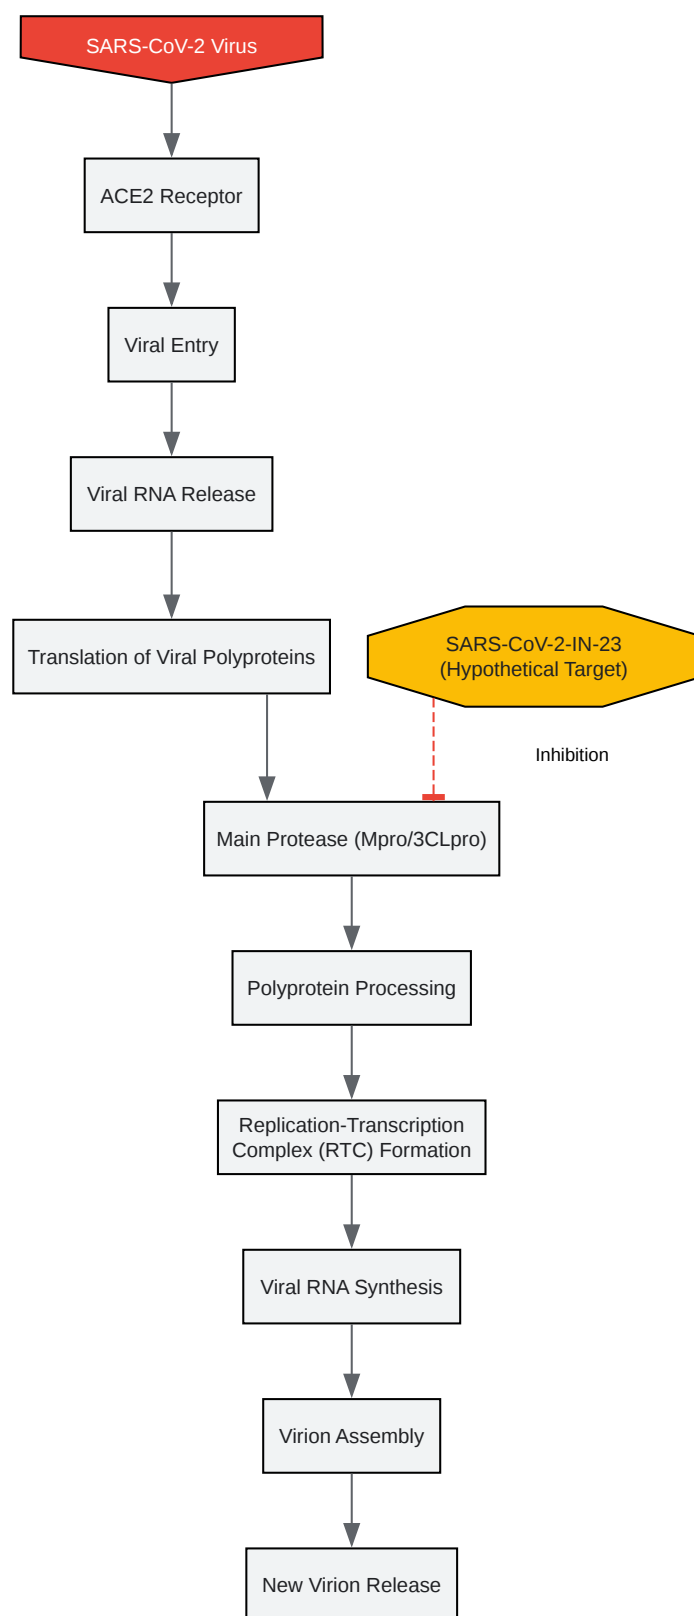 SARS-CoV-2 Virus
ACE2 Receptor
Viral Entry
Viral RNA Release
Translation of Viral Polyproteins
SARS-CoV-2-IN-23
(Hypothetical Target)
Inhibition
Main Protease (Mpro/3CLpro)
Polyprotein Processing
Replication-Transcription
Complex (RTC) Formation
Viral RNA Synthesis
Virion Assembly
New Virion Release